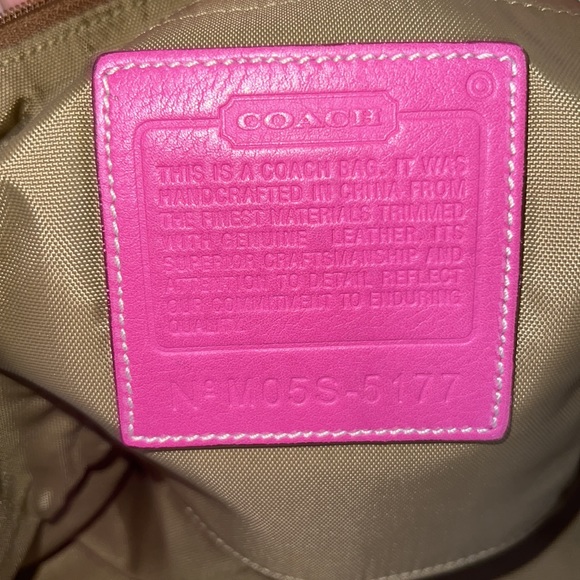 COACH
THIS IS A COACH BAG. IT WAS
HANDCRAFTED IN CHINA FROM
THE FINEST MATERIALS TRIMMED
WITH GENUINE LEATHER. ITS
SUPERIOR CRAFTSMANSHIP AND
ATTENTION TO DETAIL REFLECT
OUR COMMITMENT TO ENDURING
QUALITY.
Nº M05S-5177